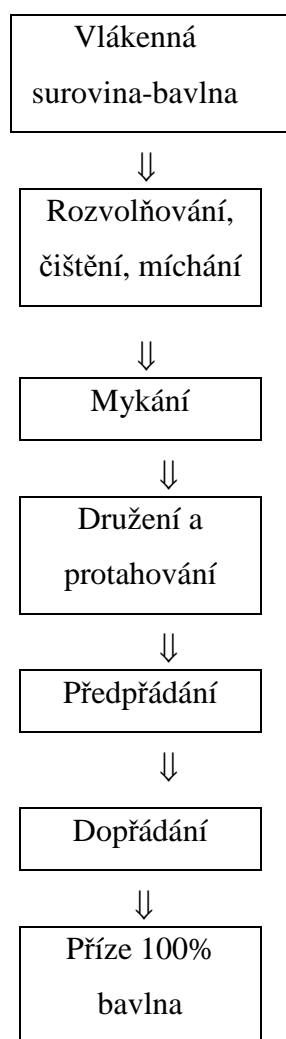 Vlákenná
surovina-bavlna
⇓
Rozvolňování,
čištění, míchání
⇓
Mykání
⇓
Družení a
protahování
⇓
Předpřádání
⇓
Dopřádání
⇓
Příze 100%
bavlna